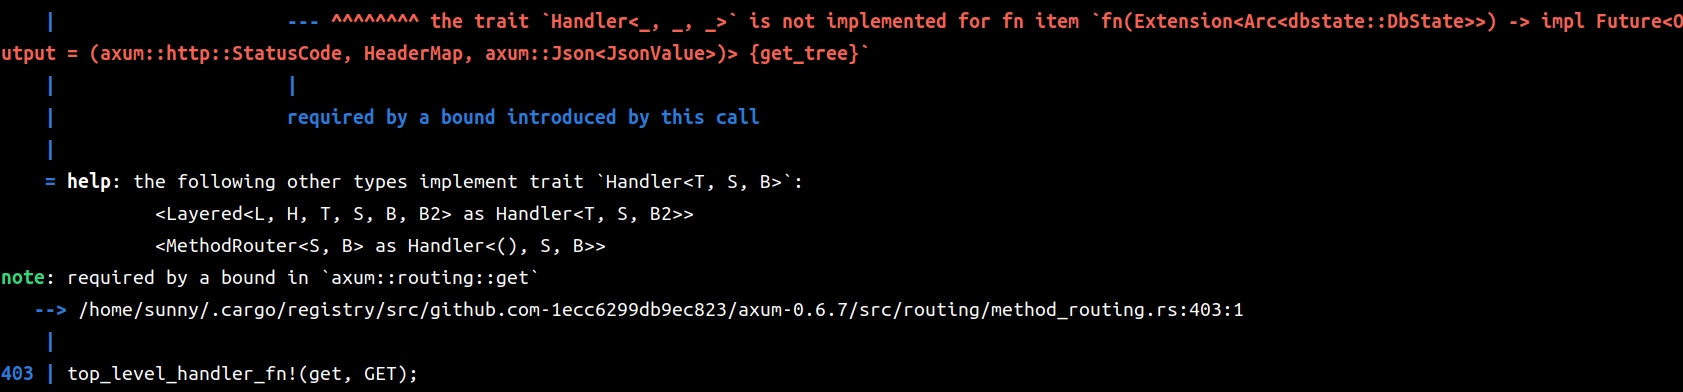 |                     --- ^^^^^^^^ the trait `Handler<_, _, _>` is not implemented for fn item `fn(Extension<Arc<dbstate::DbState>>) -> impl Future<O
utput = (axum::http::StatusCode, HeaderMap, axum::Json<JsonValue>)> {get_tree}`
|                     |
|                     required by a bound introduced by this call
|
= help: the following other types implement trait `Handler<T, S, B>`:
<Layered<L, H, T, S, B, B2> as Handler<T, S, B2>>
<MethodRouter<S, B> as Handler<(), S, B>>
note: required by a bound in `axum::routing::get`
--> /home/sunny/.cargo/registry/src/github.com-1ecc6299db9ec823/axum-0.6.7/src/routing/method_routing.rs:403:1
|
403 | top_level_handler_fn!(get, GET);